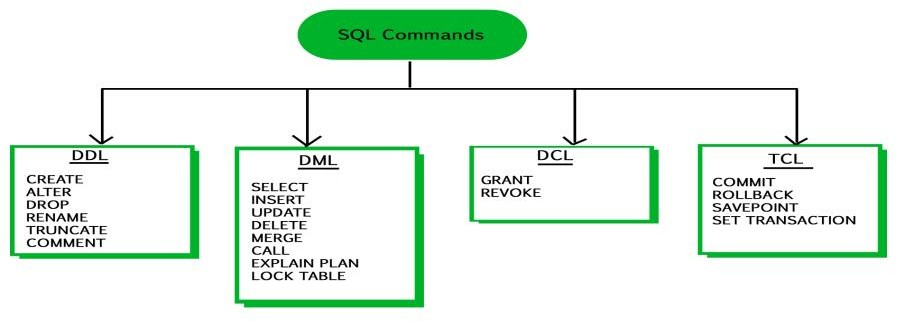 SQL Commands
DDL
CREATE
ALTER
DROP
RENAME
TRUNCATE
COMMENT
DML
SELECT
INSERT
UPDATE
DELETE
MERGE
CALL
EXPLAIN PLAN
LOCK TABLE
DCL
GRANT
REVOKE
TCL
COMMIT
ROLLBACK
SAVEPOINT
SET TRANSACTION